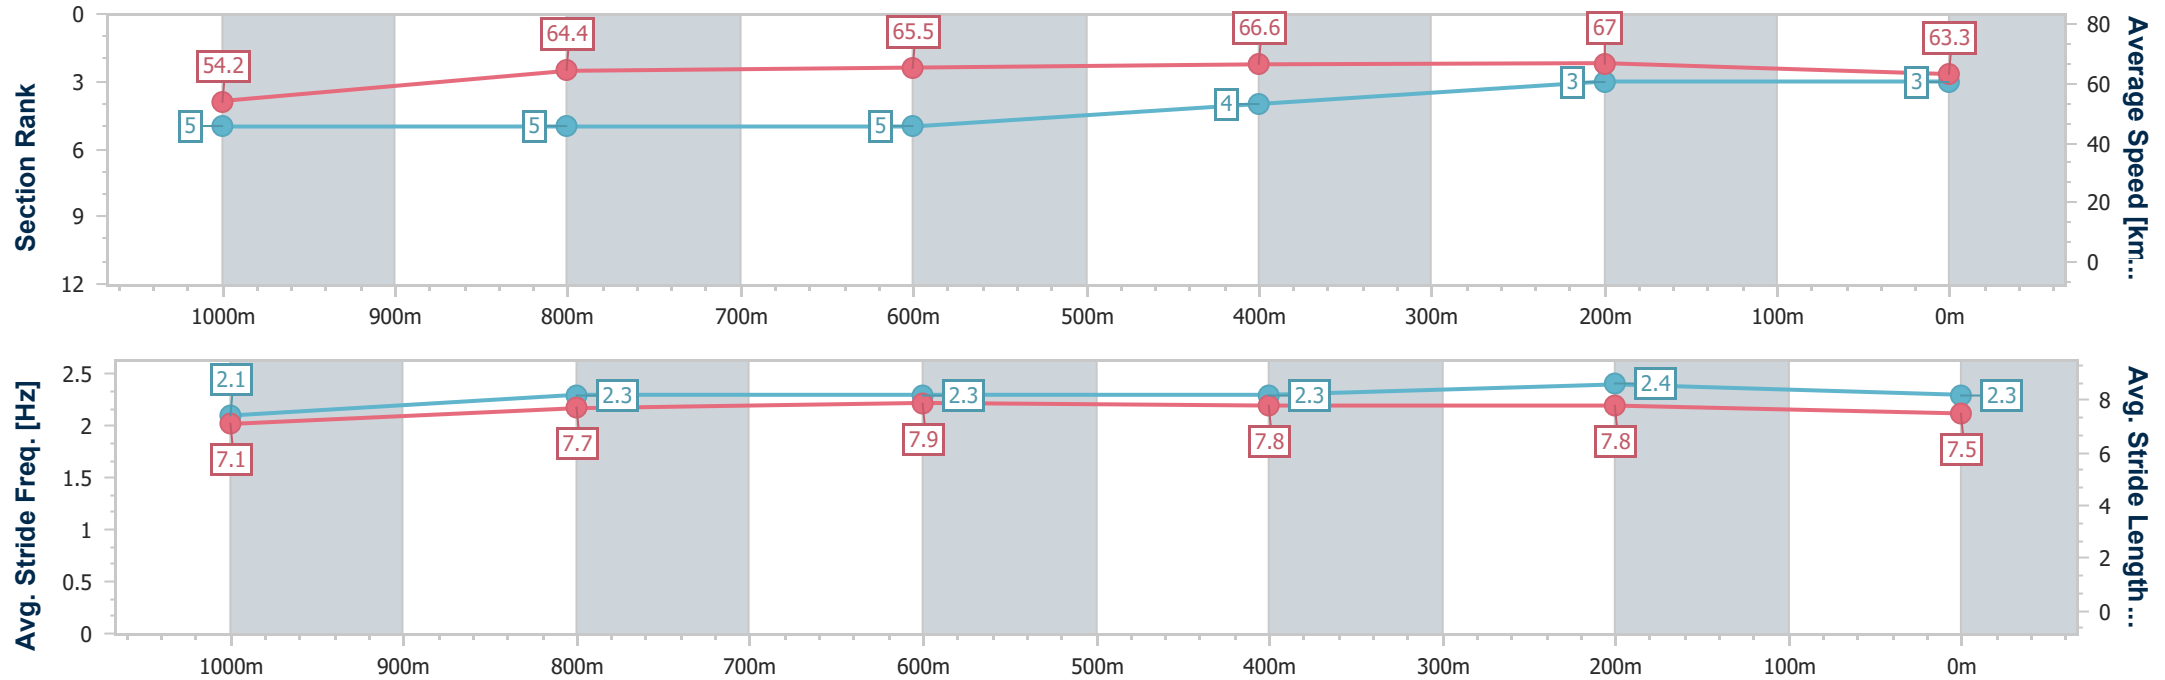 Section Rank
0
3
6
9
12
54.2
64.4
65.5
66.6
67
63.3
5
5
5
4
3
3
80
60
40
20
0
Average Speed [km...
1000m
900m
800m
700m
600m
500m
400m
300m
200m
100m
0m
Avg. Stride Freq. [Hz]
2.5
2
1.5
1
0.5
0
2.1
2.3
2.3
2.3
2.4
2.3
7.1
7.7
7.9
7.8
7.8
7.5
8
6
4
2
0
Avg. Stride Length...
1000m
900m
800m
700m
600m
500m
400m
300m
200m
100m
0m